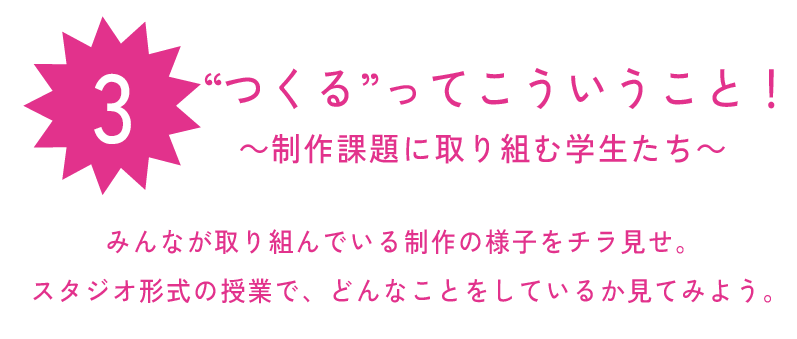 3
“つくる”ってこういうこと！
～制作課題に取り組む学生たち～
みんなが取り組んでいる制作の様子をチラ見せ。
スタジオ形式の授業で、どんなことをしているか見てみよう。